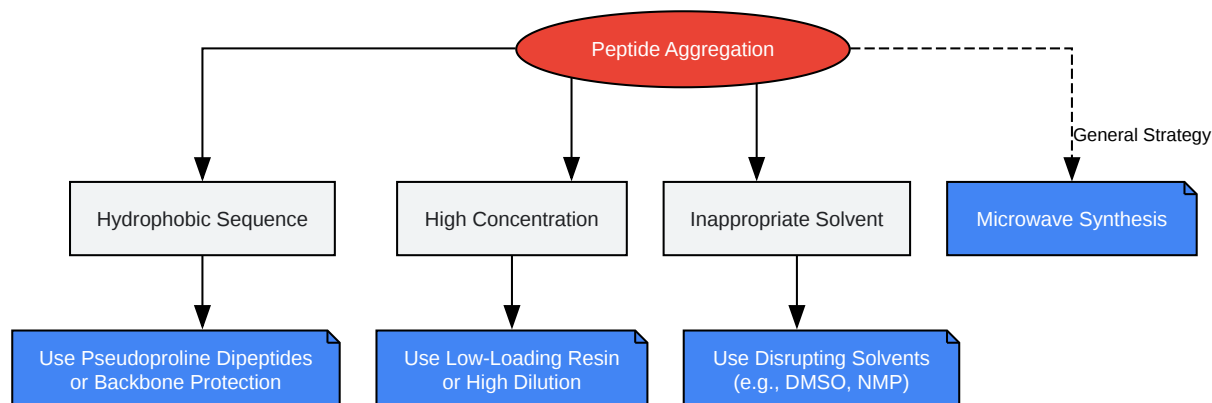 Peptide Aggregation
General Strategy
Hydrophobic Sequence
High Concentration
Inappropriate Solvent
Microwave Synthesis
Use Pseudoproline Dipeptides
or Backbone Protection
Use Low-Loading Resin
or High Dilution
Use Disrupting Solvents
(e.g., DMSO, NMP)